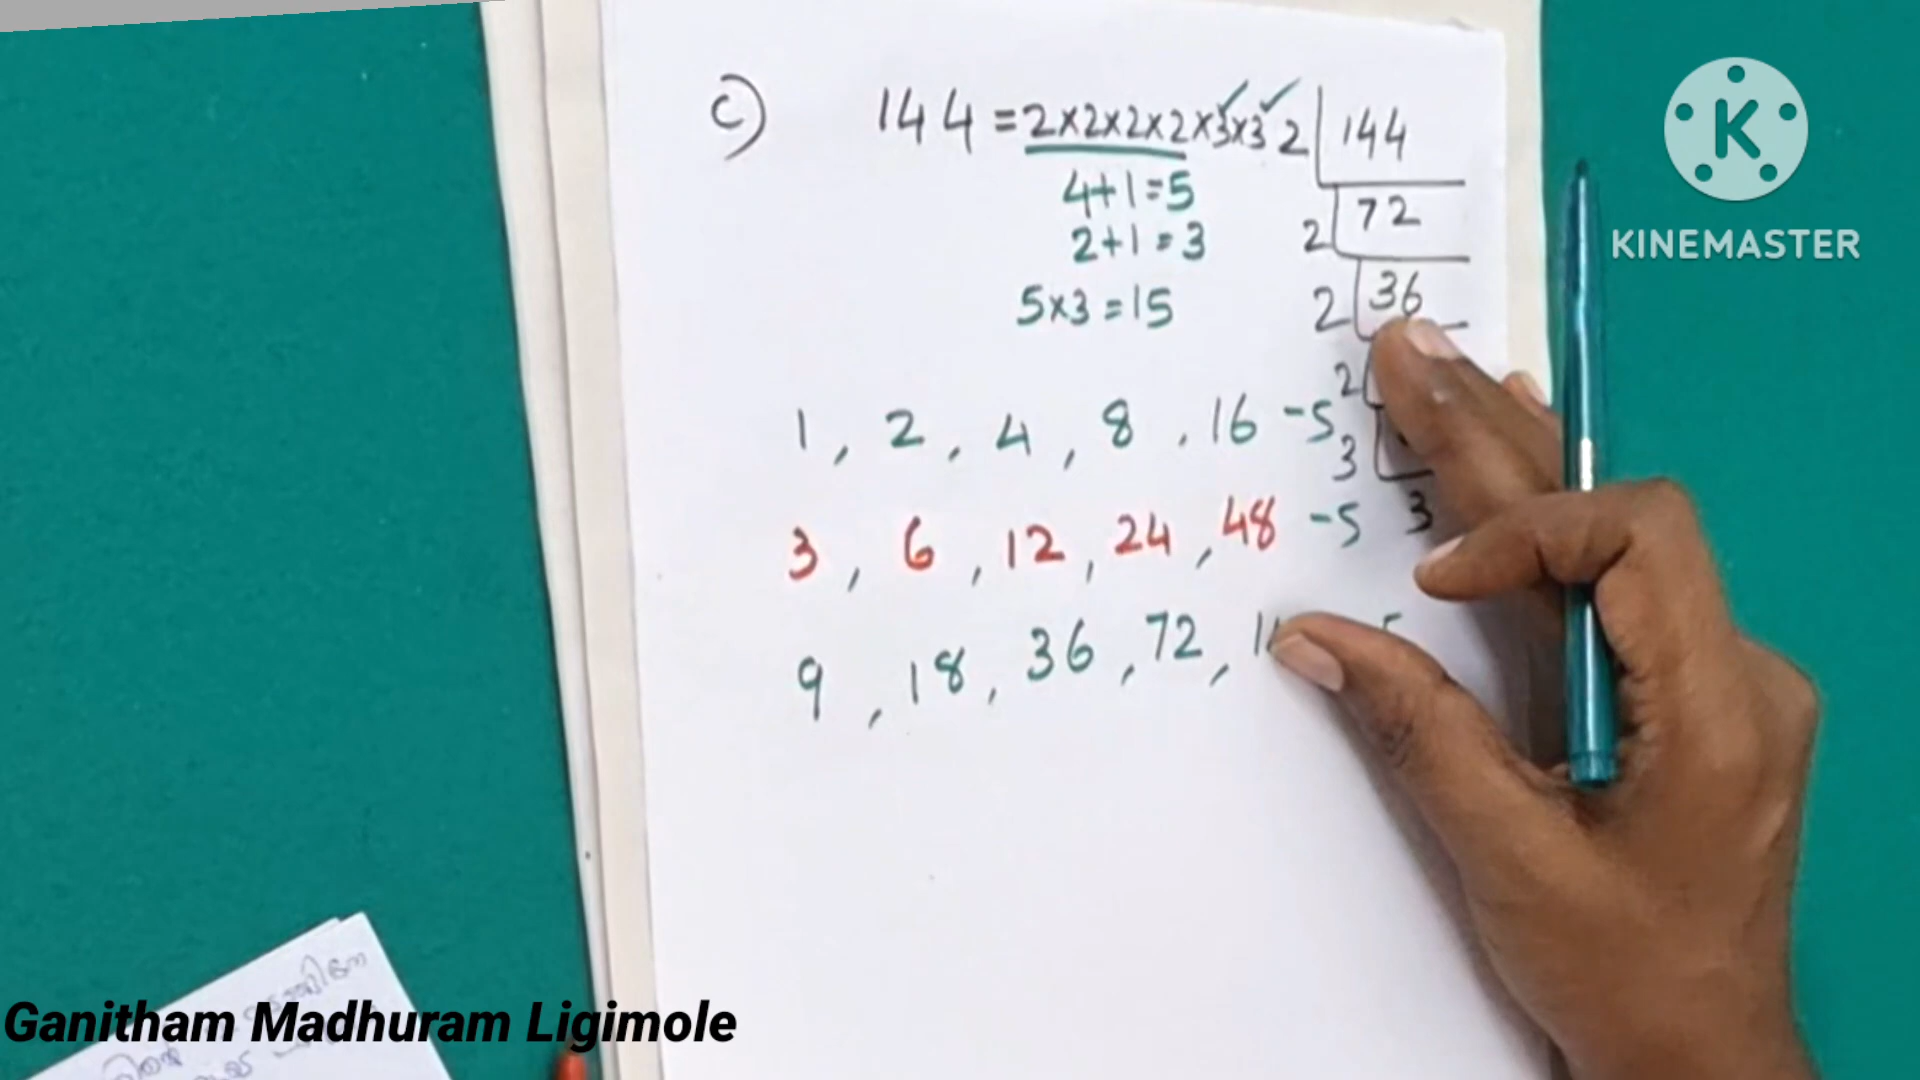 c) 144 = 2×2×2×2×3×3
4+1=5
2+1=3
5×3=15
2 144
2 72
2 36
2
3
3
1, 2, 4, 8, 16 -5
3, 6, 12, 24, 48 -5
9, 18, 36, 72,
K
KINEMASTER
Ganitham Madhuram Ligimole